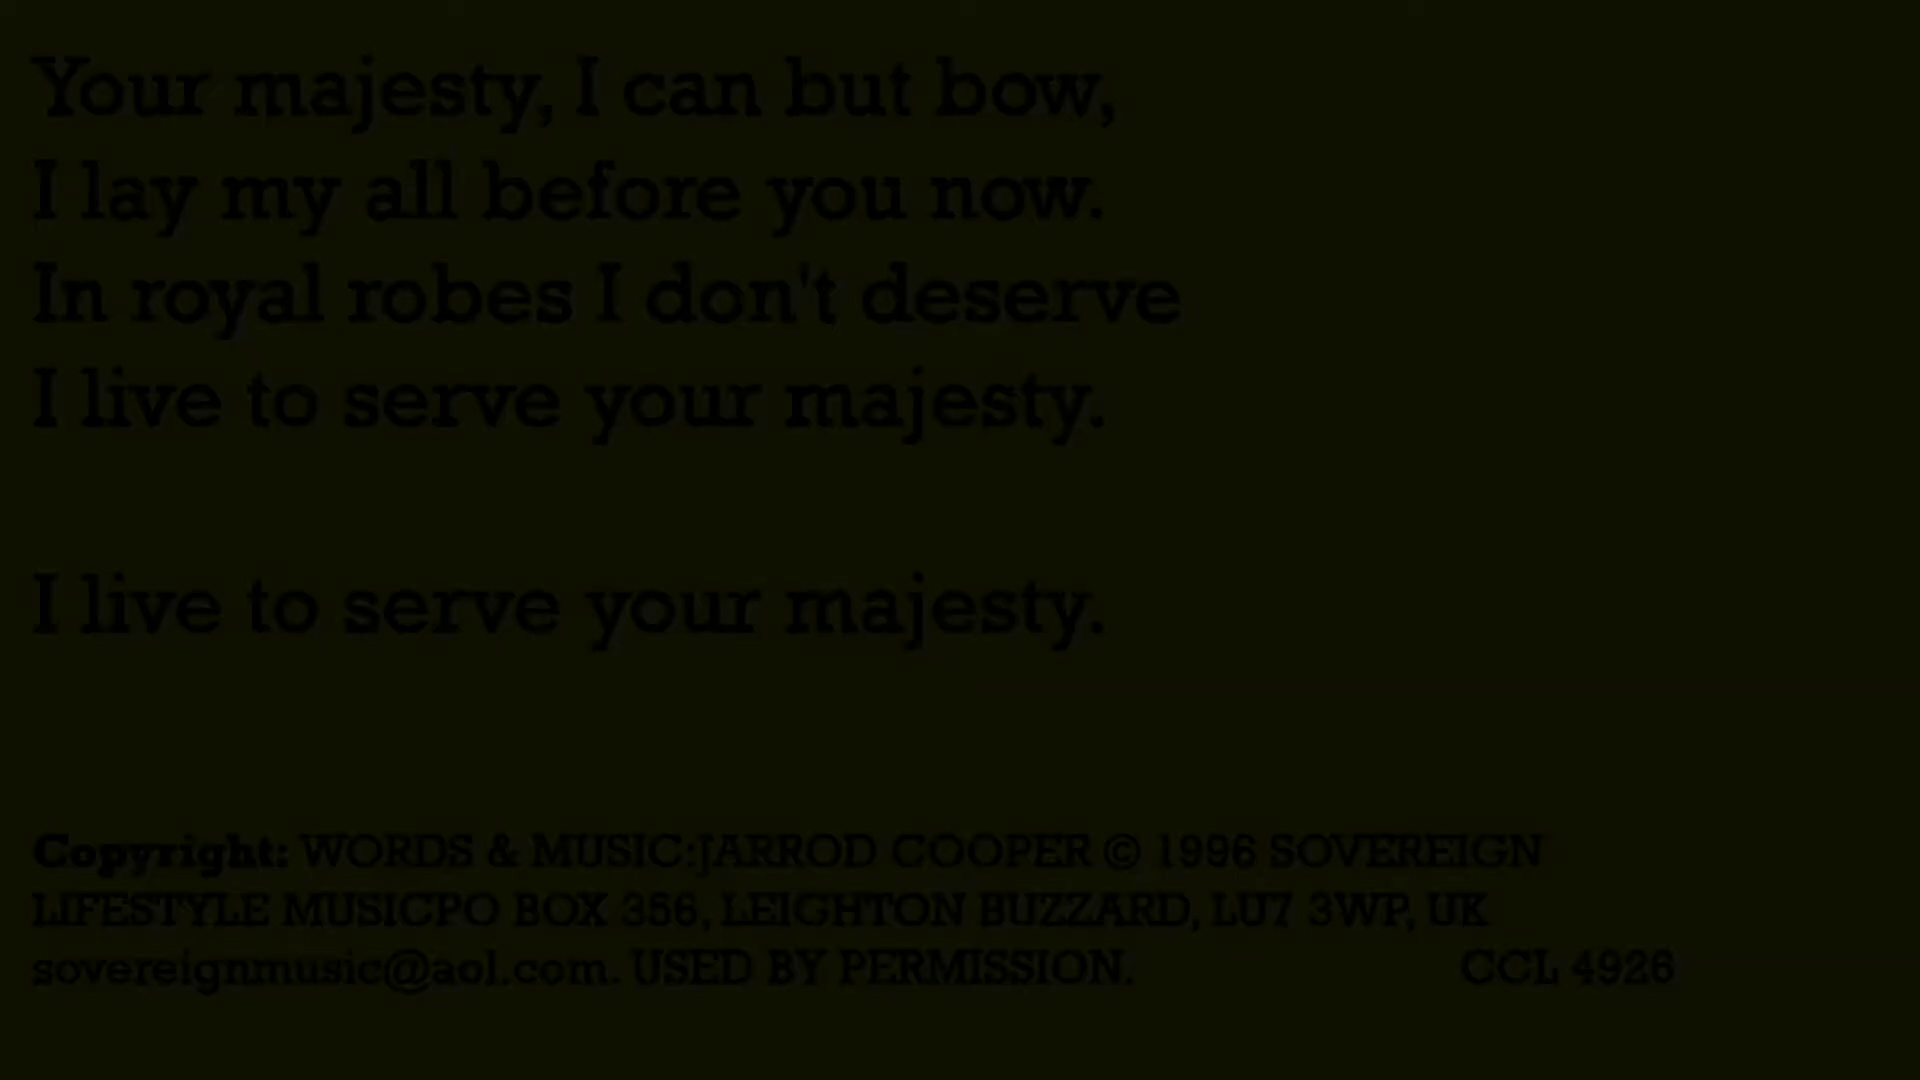 Your majesty, I can but bow,
I lay my all before you now.
In royal robes I don't deserve
I live to serve your majesty.
I live to serve your majesty.
Copyright: WORDS & MUSIC:JARROD COOPER © 1996 SOVEREIGN
LIFESTYLE MUSICPO BOX 356, LEIGHTON BUZZARD, LU7 3WP, UK
sovereignmusic@aol.com. USED BY PERMISSION. CCL 4926